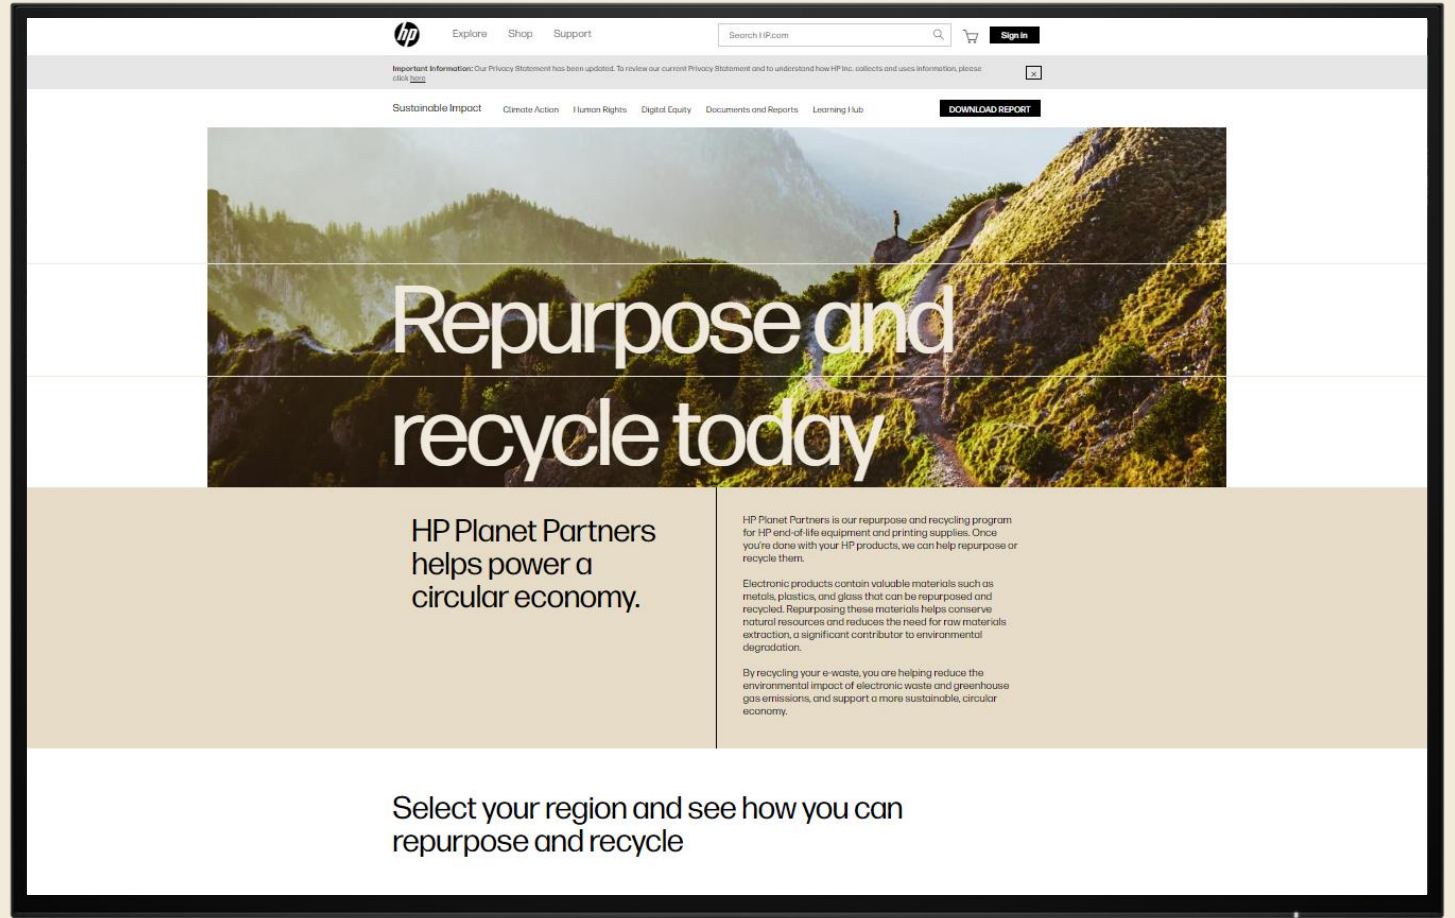 hp
Explore Shop Support
Search HP.com
Sign in
Important Information: Our Privacy Statement has been updated. To review our current Privacy Statement and to understand how HP Inc. collects and uses information, please
click here
Sustainable Impact Climate Action Human Rights Digital Equity Documents and Reports Learning Hub
DOWNLOAD REPORT
Repurpose and
recycle today
HP Planet Partners
helps power a
circular economy.
HP Planet Partners is our repurpose and recycling program
for HP end-of-life equipment and printing supplies. Once
you're done with your HP products, we can help repurpose or
recycle them.
Electronic products contain valuable materials such as
metals, plastics, and glass that can be repurposed and
recycled. Repurposing these materials helps conserve
natural resources and reduces the need for raw materials
extraction, a significant contributor to environmental
degradation.
By recycling your e-waste, you are helping reduce the
environmental impact of electronic waste and greenhouse
gas emissions, and support a more sustainable, circular
economy.
Select your region and see how you can
repurpose and recycle